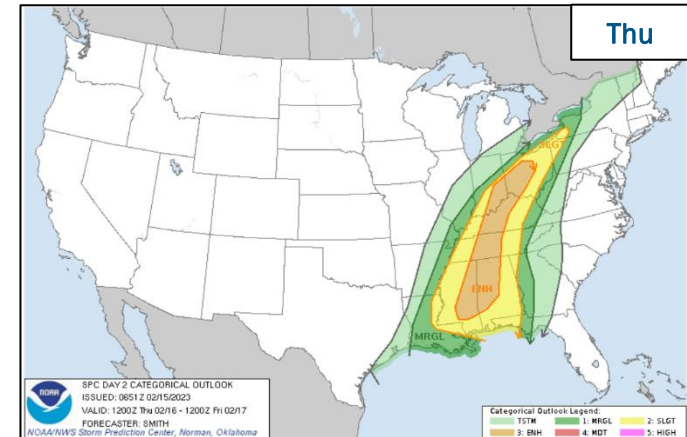 Thu
SLGT
ENH
MRGL
NOAA
SPC DAY 2 CATEGORICAL OUTLOOK
ISSUED: 0651Z 02/15/2023
VALID: 1200Z Thu 02/16 - 1200Z Fri 02/17
FORECASTER: SMITH
NOAA/NWS Storm Prediction Center, Norman, Oklahoma
Categorical Outlook Legend:
TSTM 1: MRGL 2: SLGT
3: ENH 4: MDT 5: HIGH